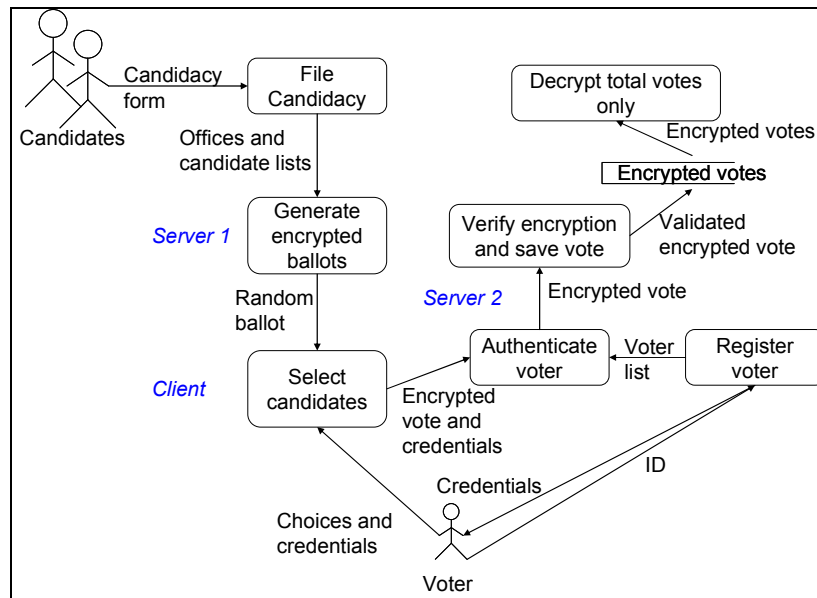 Candidates
Candidacy
form
File
Candidacy
Offices and
candidate lists
Server 1
Generate
encrypted
ballots
Random
ballot
Client
Select
candidates
Encrypted
vote and
credentials
Choices and
credentials
Voter
Credentials
ID
Register
voter
Voter
list
Authenticate
voter
Server 2
Encrypted vote
Verify encryption
and save vote
Validated
encrypted vote
Encrypted votes
Encrypted votes
Decrypt total votes
only